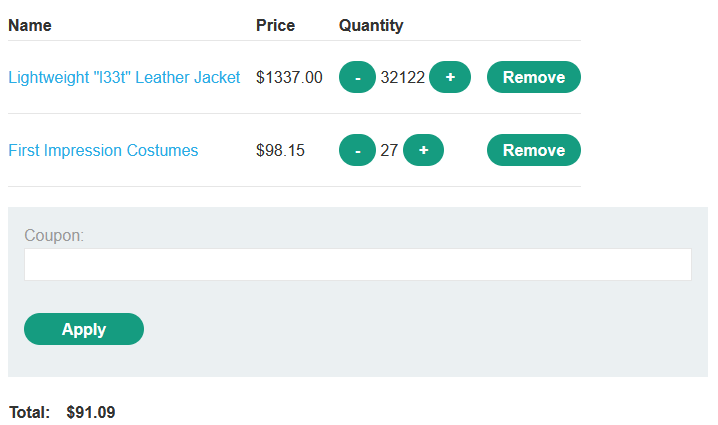 Name Price Quantity
Lightweight "l33t" Leather Jacket $1337.00 - 32122 + Remove
First Impression Costumes $98.15 - 27 + Remove
Coupon:
Apply
Total: $91.09